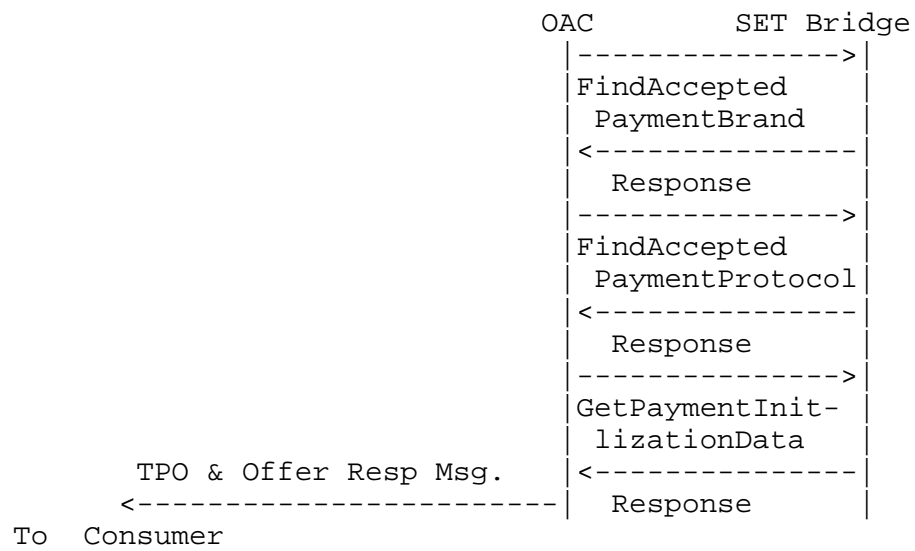 OAC SET Bridge
|--------------->|
|FindAccepted |
| PaymentBrand |
|<---------------|
| Response |
|--------------->|
|FindAccepted |
| PaymentProtocol|
|<---------------|
| Response |
|--------------->|
|GetPaymentInit- |
| lizationData |
TPO & Offer Resp Msg. |<---------------|
<------------------------| Response |
To Consumer